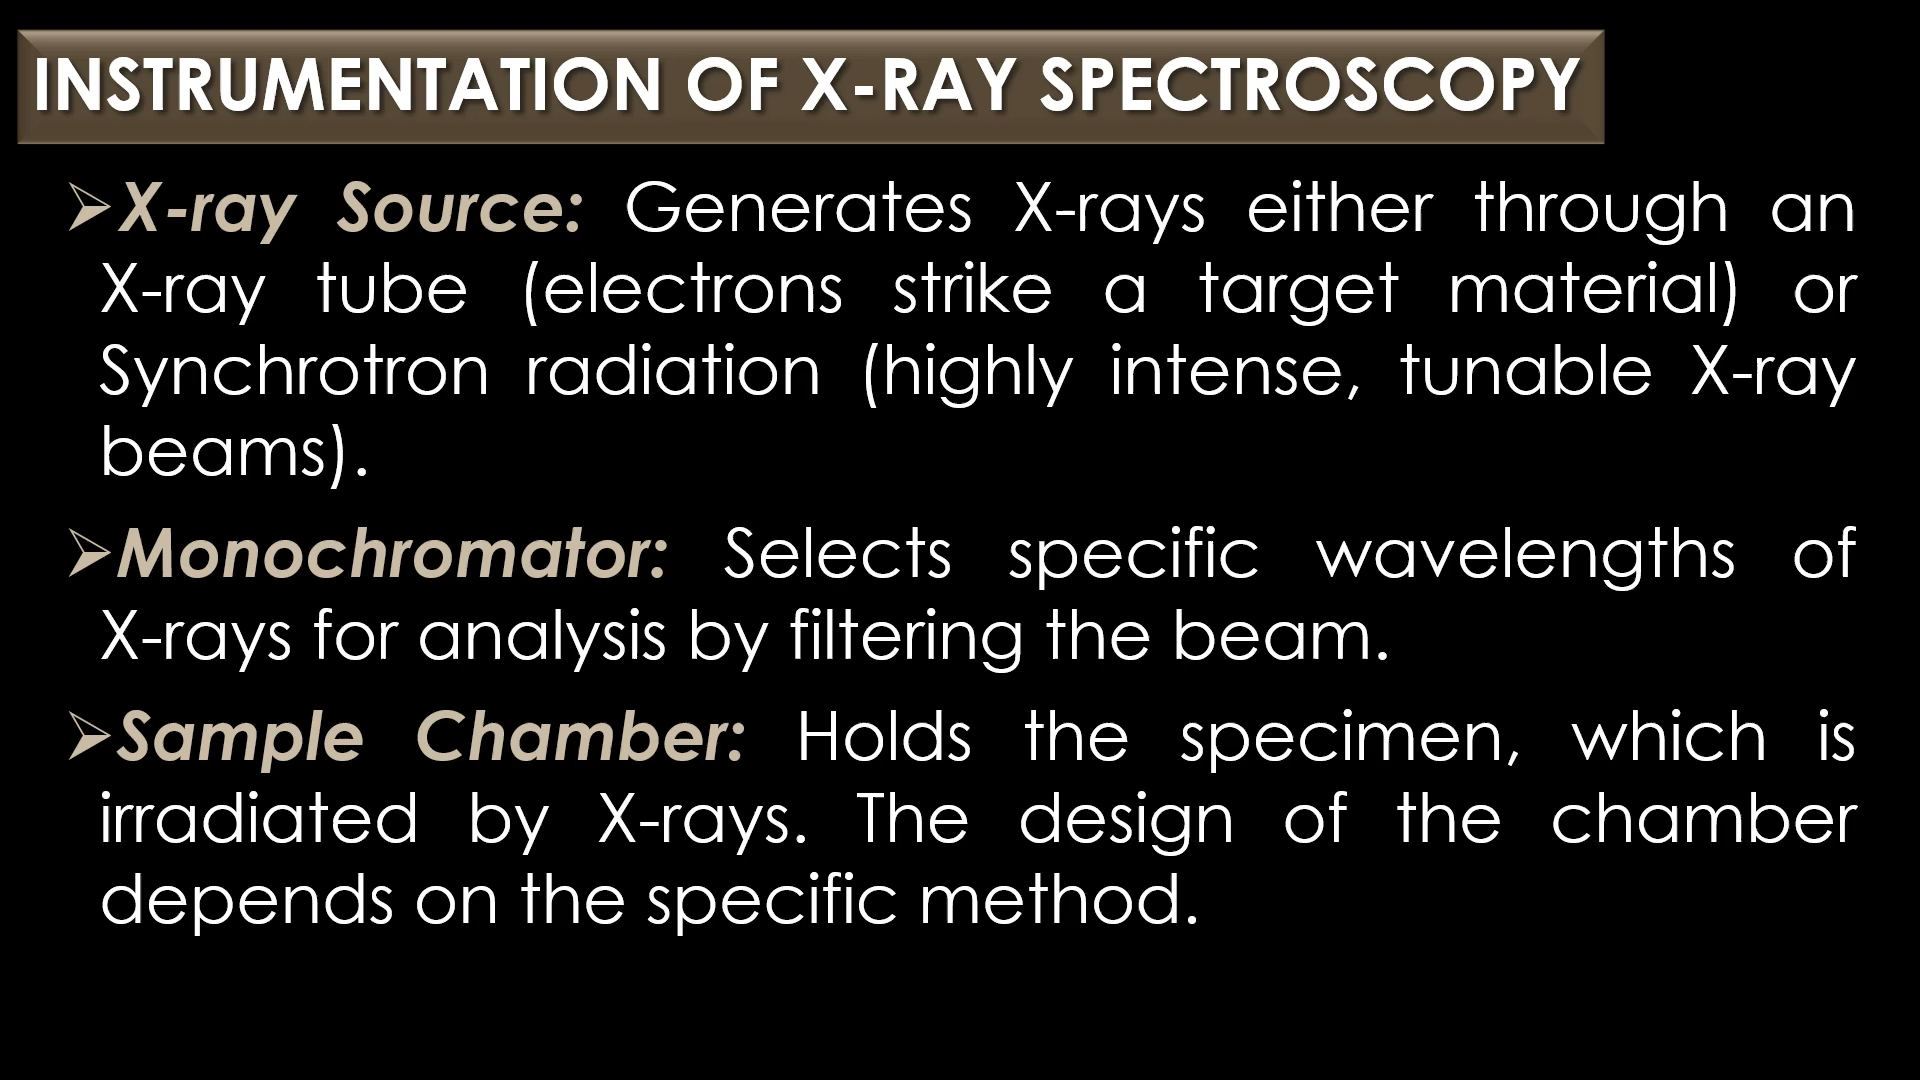 INSTRUMENTATION OF X-RAY SPECTROSCOPY
➢X-ray Source: Generates X-rays either through an
X-ray tube (electrons strike a target material) or
Synchrotron radiation (highly intense, tunable X-ray
beams).
➢Monochromator: Selects specific wavelengths of
X-rays for analysis by filtering the beam.
➢Sample Chamber: Holds the specimen, which is
irradiated by X-rays. The design of the chamber
depends on the specific method.